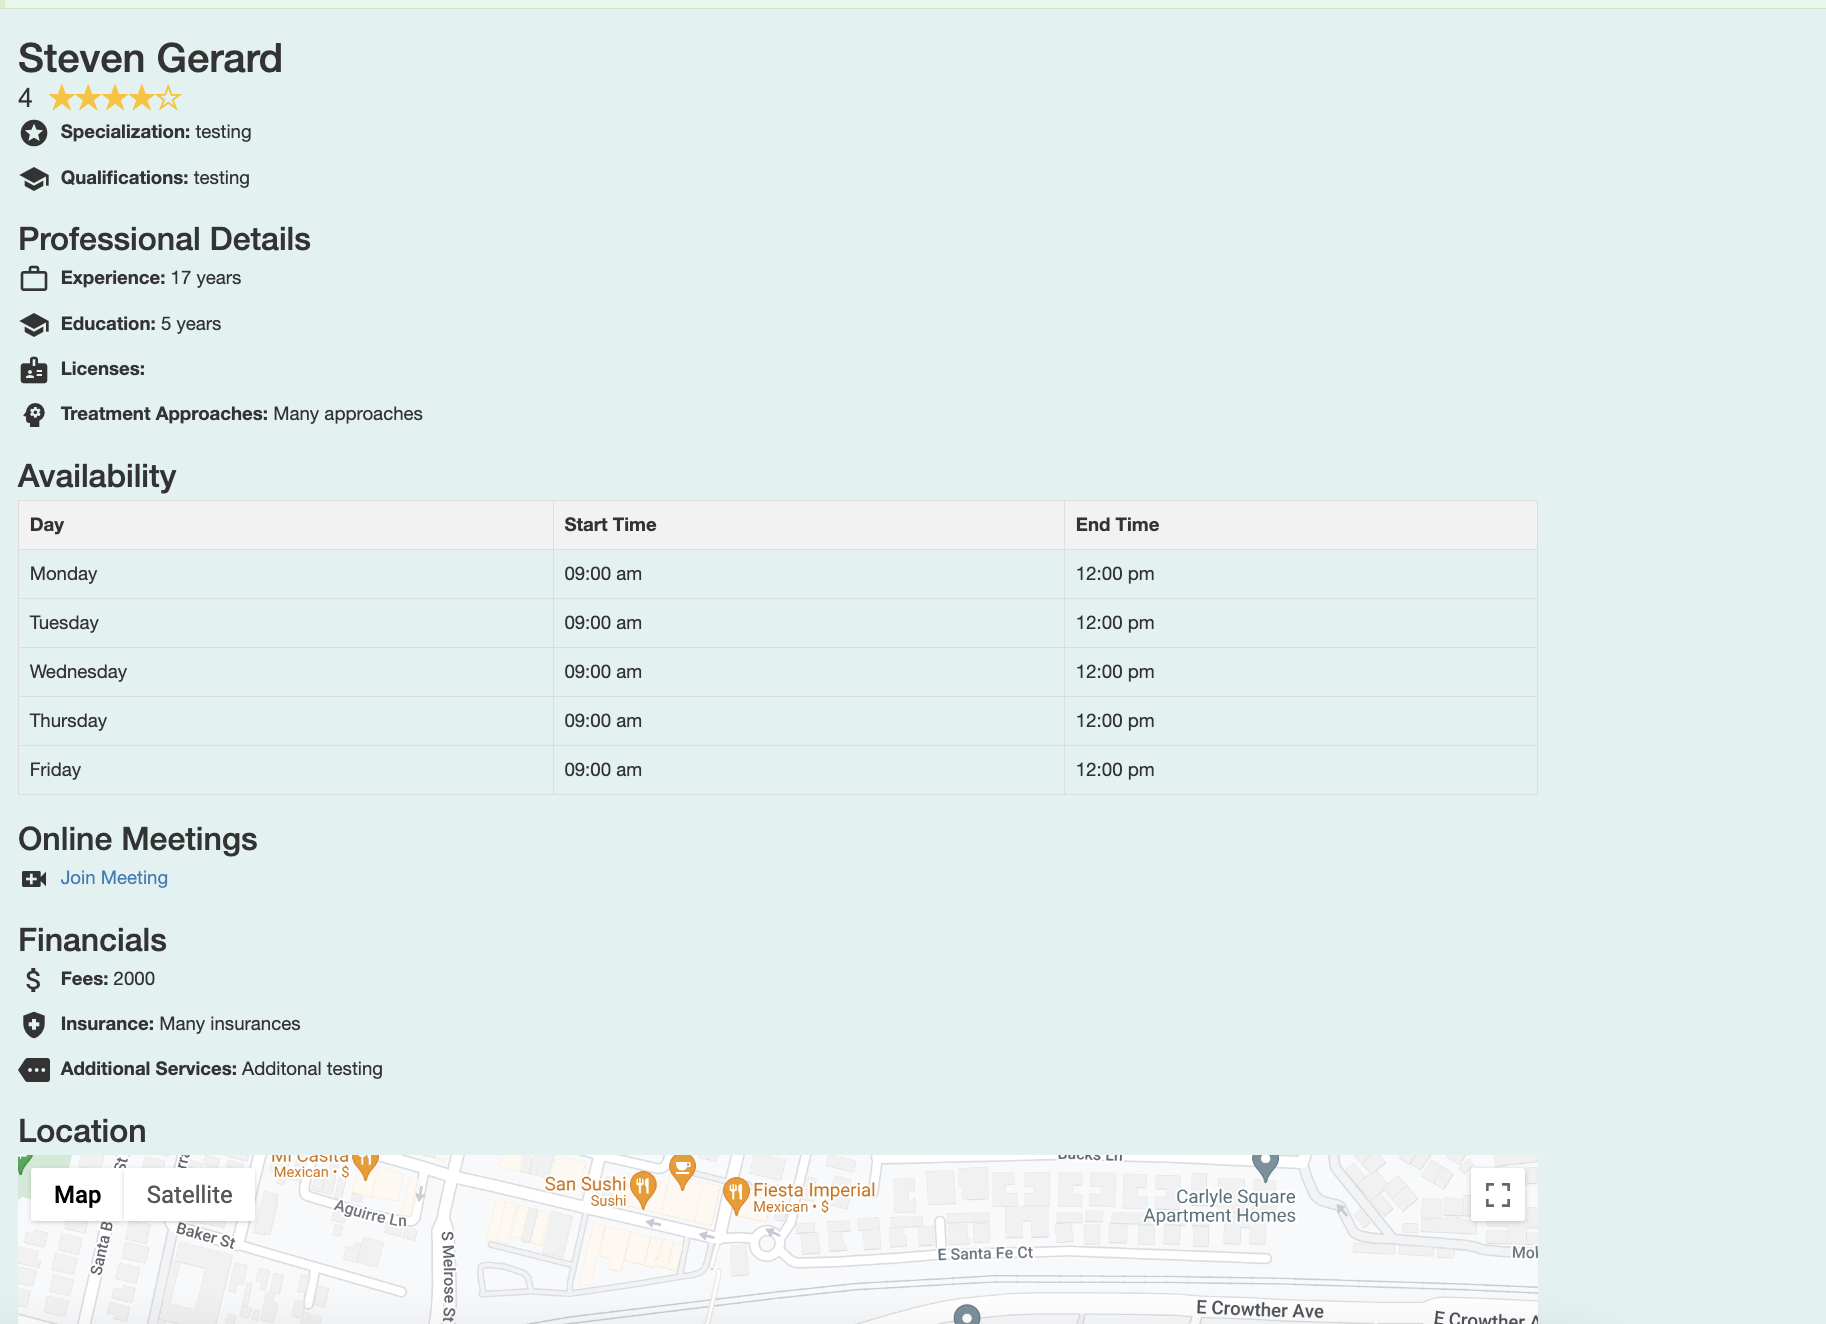 Steven Gerard
4
Specialization: testing
Qualifications: testing
Professional Details
Experience: 17 years
Education: 5 years
Licenses:
Treatment Approaches: Many approaches
Availability
Day Start Time End Time
Monday 09:00 am 12:00 pm
Tuesday 09:00 am 12:00 pm
Wednesday 09:00 am 12:00 pm
Thursday 09:00 am 12:00 pm
Friday 09:00 am 12:00 pm
Online Meetings
Join Meeting
Financials
$ Fees: 2000
Insurance: Many insurances
Additional Services: Additonal testing
Location
Map Satellite
Mi Casita
Mexican • $
San Sushi
Sushi
Fiesta Imperial
Mexican • $
Carlyle Square
Apartment Homes
Aguirre Ln
Baker St
Santa B
S Melrose St
E Santa Fe Ct
E Crowther Ave
E Crowther A